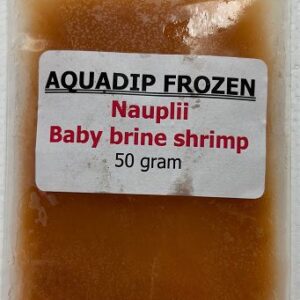 AQUADIP FROZEN
Nauplii
Baby brine shrimp
50 gram